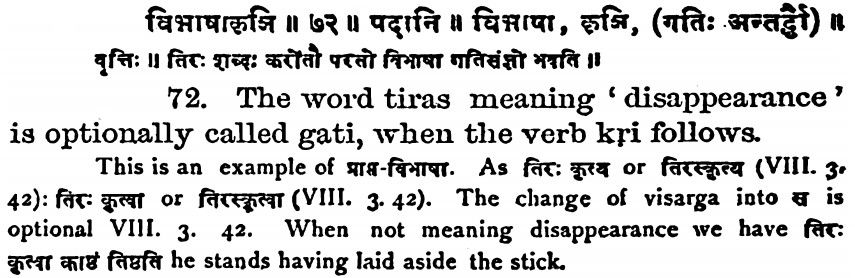 विभाषा कृञि ॥ ७२ ॥ पदानि ॥ विभाषा, कृञि, (गतिः अन्तर्द्धौ) ॥
वृत्तिः ॥ तिरः शब्दः करोतौ परतो विभाषा गतिसंज्ञो भवति ॥
72. The word tiras meaning ‘disappearance’
is optionally called gati, when the verb kṛi follows.
This is an example of प्राप्त-विभाषा. As तिरः कृत्य or तिरस्कृत्य (VIII. 3.
42): तिरः कृत्वा or तिरस्कृत्वा (VIII. 3. 42). The change of visarga into स is
optional VIII. 3. 42. When not meaning disappearance we have तिरः
कृत्वा काष्ठं तिष्ठति he stands having laid aside the stick.